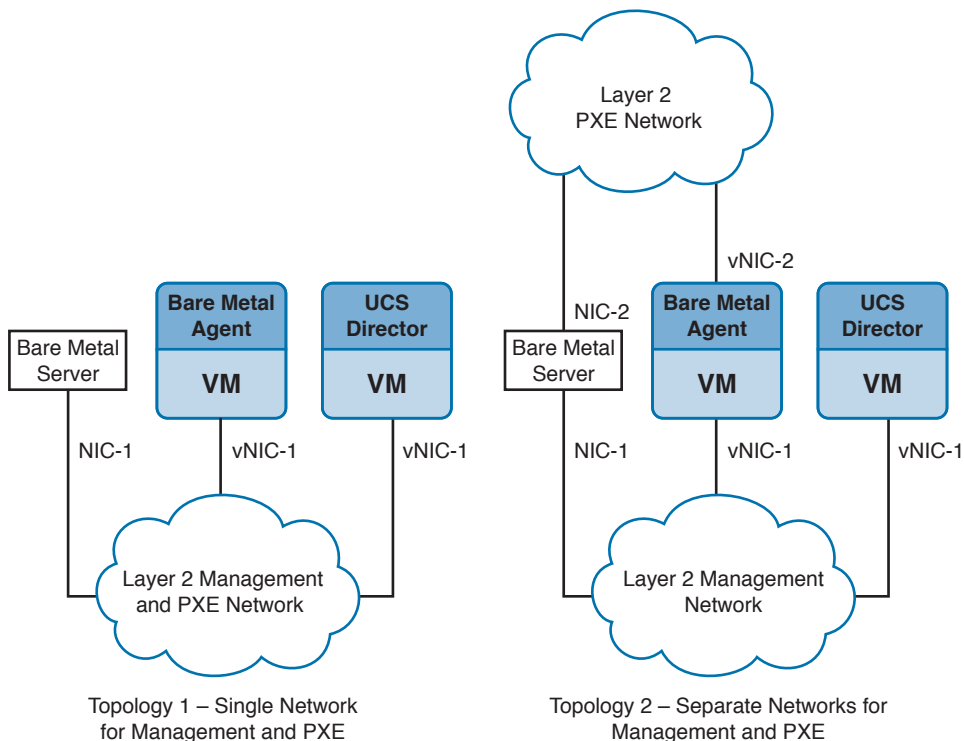 Layer 2
PXE Network
vNIC-2
NIC-2
Bare Metal
Server
Bare Metal
Agent
VM
UCS
Director
VM
NIC-1
vNIC-1
vNIC-1
Layer 2 Management
and PXE Network
Topology 1 – Single Network
for Management and PXE
Bare Metal
Server
Bare Metal
Agent
VM
UCS
Director
VM
NIC-1
vNIC-1
vNIC-1
Layer 2 Management
Network
Topology 2 – Separate Networks for
Management and PXE